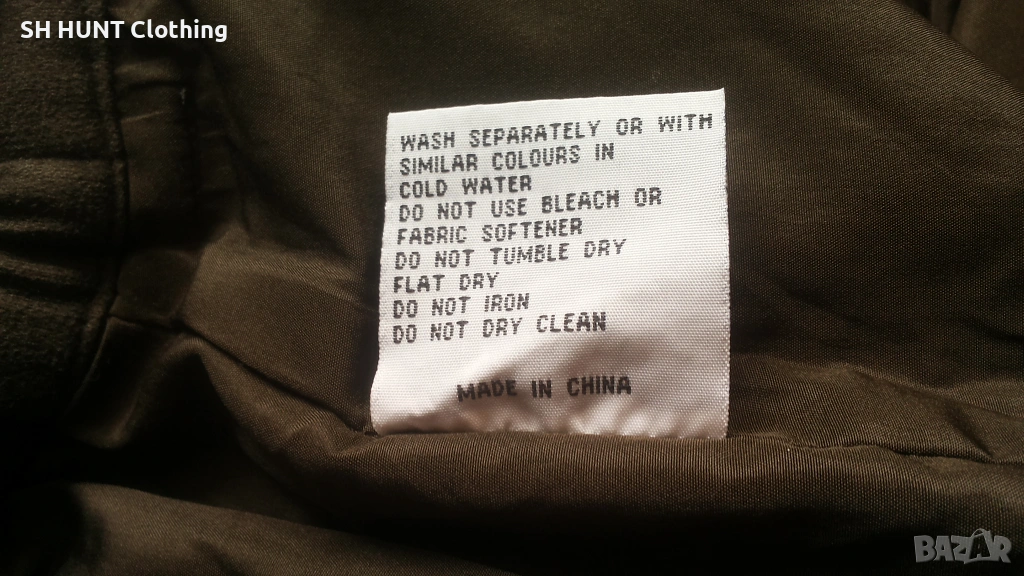 SH HUNT Clothing
WASH SEPARATELY OR WITH
SIMILAR COLOURS IN
COLD WATER
DO NOT USE BLEACH OR
FABRIC SOFTENER
DO NOT TUMBLE DRY
FLAT DRY
DO NOT IRON
DO NOT DRY CLEAN
MADE IN CHINA
BAZAR